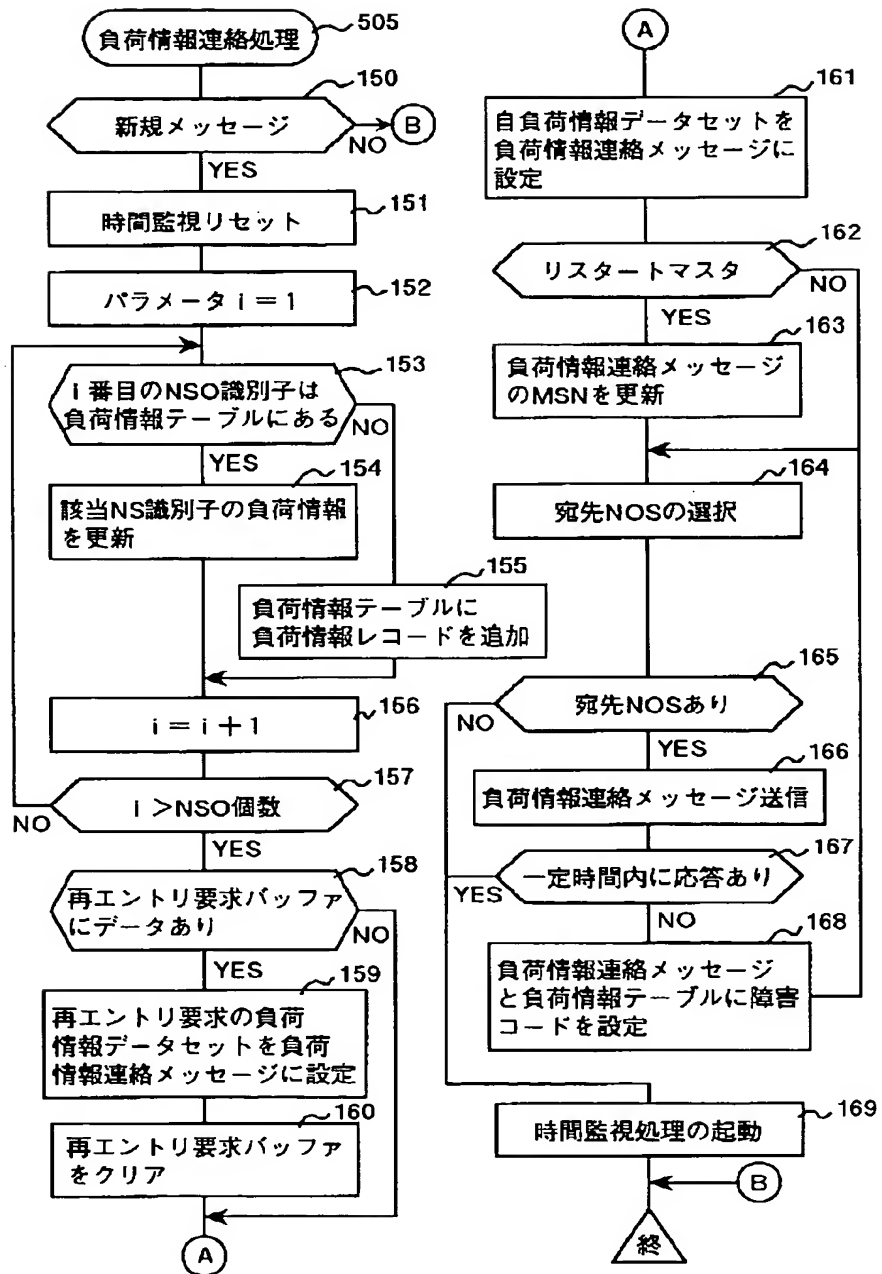 負荷情報連絡処理
505
150
新規メッセージ
B
NO
YES
151
時間監視リセット
152
パラメータ i = 1
153
i 番目のNSO識別子は
負荷情報テーブルにある
NO
YES
154
該当NS識別子の負荷情報
を更新
155
負荷情報テーブルに
負荷情報レコードを追加
166
i = i + 1
157
i >NSO個数
NO
YES
158
再エントリ要求バッファ
にデータあり
NO
YES
159
再エントリ要求の負荷
情報データセットを負荷
情報連絡メッセージに設定
160
再エントリ要求バッファ
をクリア
A
A
161
自負荷情報データセットを
負荷情報連絡メッセージに
設定
162
リスタートマスタ
NO
YES
163
負荷情報連絡メッセージ
のMSNを更新
164
宛先NOSの選択
165
宛先NOSあり
NO
YES
166
負荷情報連絡メッセージ送信
167
一定時間内に応答あり
YES
NO
168
負荷情報連絡メッセージ
と負荷情報テーブルに障害
コードを設定
169
時間監視処理の起動
B
終